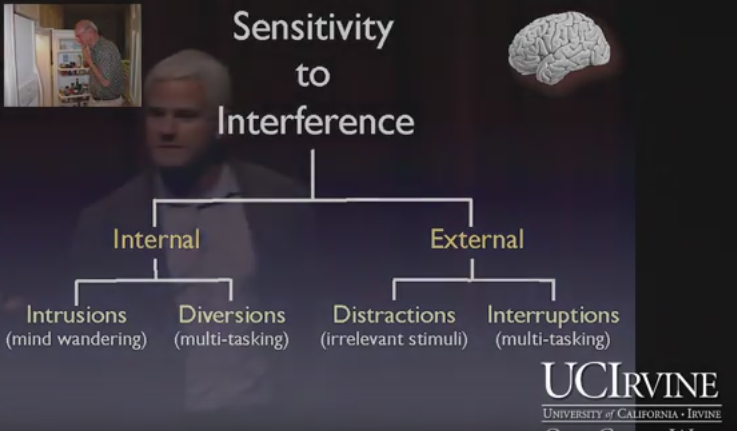 Sensitivity
to
Interference
Internal
External
Intrusions
(mind wandering)
Diversions
(multi-tasking)
Distractions
(irrelevant stimuli)
Interruptions
(multi-tasking)
UCIRVINE
UNIVERSITY of CALIFORNIA • IRVINE